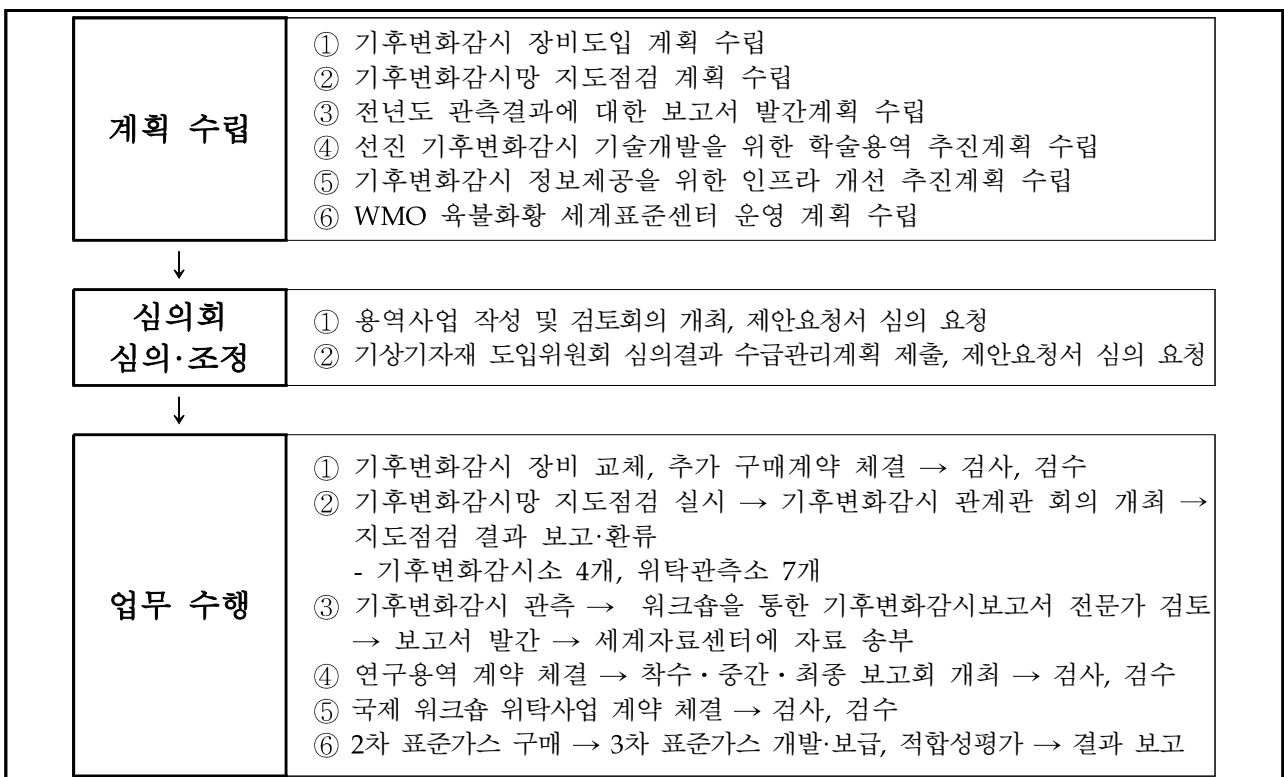 계획 수립
① 기후변화감시 장비도입 계획 수립
② 기후변화감시망 지도점검 계획 수립
③ 전년도 관측결과에 대한 보고서 발간계획 수립
④ 선진 기후변화감시 기술개발을 위한 학술용역 추진계획 수립
⑤ 기후변화감시 정보제공을 위한 인프라 개선 추진계획 수립
⑥ WMO 육불화황 세계표준센터 운영 계획 수립
↓
심의회
심의·조정
① 용역사업 작성 및 검토회의 개최, 제안요청서 심의 요청
② 기상기자재 도입위원회 심의결과 수급관리계획 제출, 제안요청서 심의 요청
↓
업무 수행
① 기후변화감시 장비 교체, 추가 구매계약 체결 → 검사, 검수
② 기후변화감시망 지도점검 실시 → 기후변화감시 관계관 회의 개최 →
지도점검 결과 보고·환류
- 기후변화감시소 4개, 위탁관측소 7개
③ 기후변화감시 관측 → 워크숍을 통한 기후변화감시보고서 전문가 검토
→ 보고서 발간 → 세계자료센터에 자료 송부
④ 연구용역 계약 체결 → 착수・중간・최종 보고회 개최 → 검사, 검수
⑤ 국제 워크숍 위탁사업 계약 체결 → 검사, 검수
⑥ 2차 표준가스 구매 → 3차 표준가스 개발·보급, 적합성평가 → 결과 보고